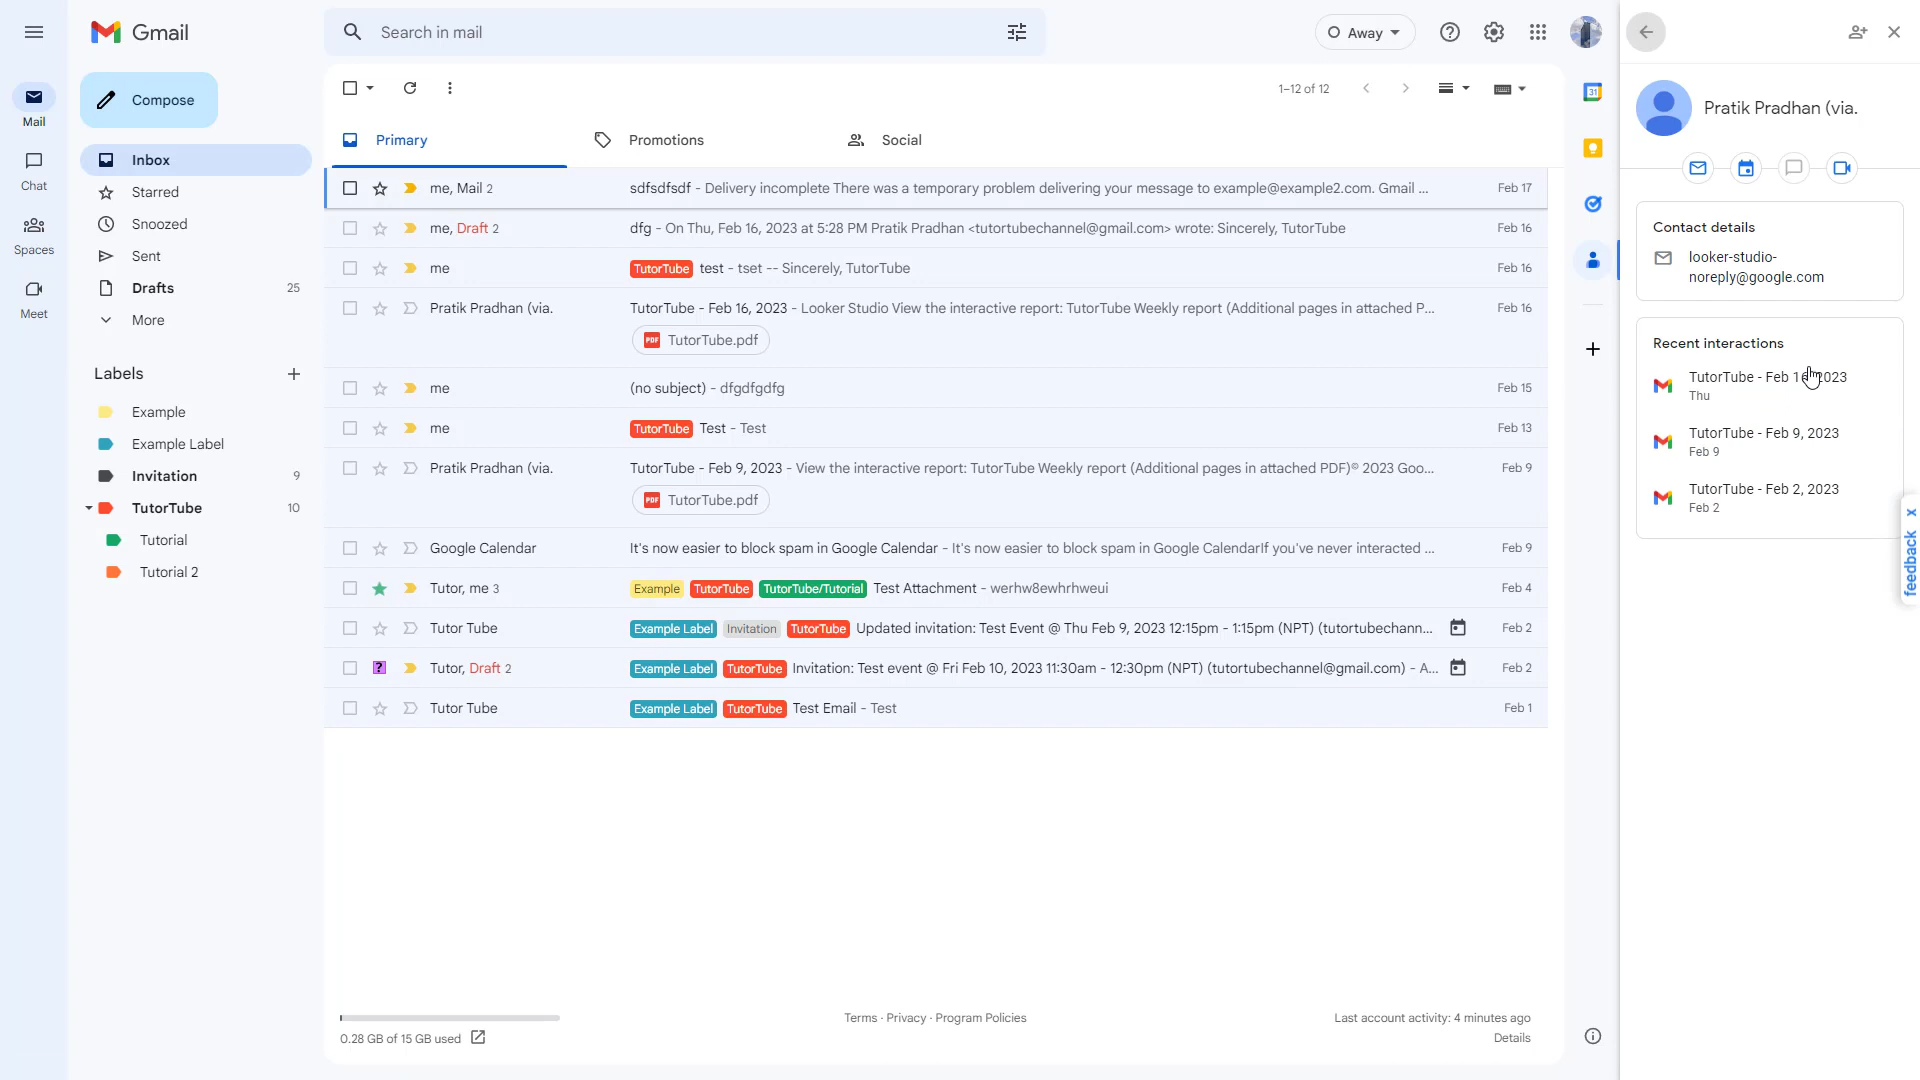 Gmail
Search in mail
Away
Pratik Pradhan (via.
Mail
Chat
Spaces
Meet
Compose
Inbox
Starred
Snoozed
Sent
Drafts 25
More
Labels
Example
Example Label
Invitation 9
TutorTube 10
Tutorial
Tutorial 2
1–12 of 12
Primary Promotions Social
me, Mail 2 sdfsdfsdf - Delivery incomplete There was a temporary problem delivering your message to example@example2.com. Gmail ... Feb 17
me, Draft 2 dfg - On Thu, Feb 16, 2023 at 5:28 PM Pratik Pradhan <tutortubechannel@gmail.com> wrote: Sincerely, TutorTube Feb 16
me TutorTube test - tset -- Sincerely, TutorTube Feb 16
Pratik Pradhan (via. TutorTube - Feb 16, 2023 - Looker Studio View the interactive report: TutorTube Weekly report (Additional pages in attached P... Feb 16
PDF TutorTube.pdf
me (no subject) - dfgdfgdfg Feb 15
me TutorTube Test - Test Feb 13
Pratik Pradhan (via. TutorTube - Feb 9, 2023 - View the interactive report: TutorTube Weekly report (Additional pages in attached PDF)© 2023 Goo... Feb 9
PDF TutorTube.pdf
Google Calendar It's now easier to block spam in Google Calendar - It's now easier to block spam in Google CalendarIf you've never interacted ... Feb 9
Tutor, me 3 Example TutorTube TutorTube/Tutorial Test Attachment - werhw8ewhrhweui Feb 4
Tutor Tube Example Label Invitation TutorTube Updated invitation: Test Event @ Thu Feb 9, 2023 12:15pm - 1:15pm (NPT) (tutortubechann... Feb 2
? Tutor, Draft 2 Example Label TutorTube Invitation: Test event @ Fri Feb 10, 2023 11:30am - 12:30pm (NPT) (tutortubechannel@gmail.com) - A... Feb 2
Tutor Tube Example Label TutorTube Test Email - Test Feb 1
0.28 GB of 15 GB used
Terms · Privacy · Program Policies
Last account activity: 4 minutes ago
Details
31
Contact details
looker-studio-
noreply@google.com
Recent interactions
TutorTube - Feb 16, 2023
Thu
TutorTube - Feb 9, 2023
Feb 9
TutorTube - Feb 2, 2023
Feb 2
feedback x